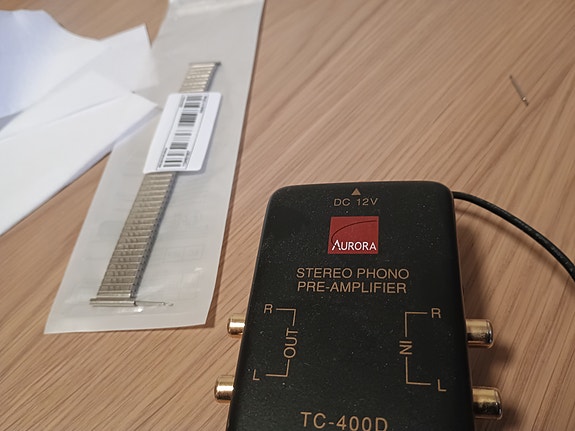 DC 12V
AURORA
STEREO PHONO
PRE-AMPLIFIER
R
OUT
L
R
IN
L
TC-400D